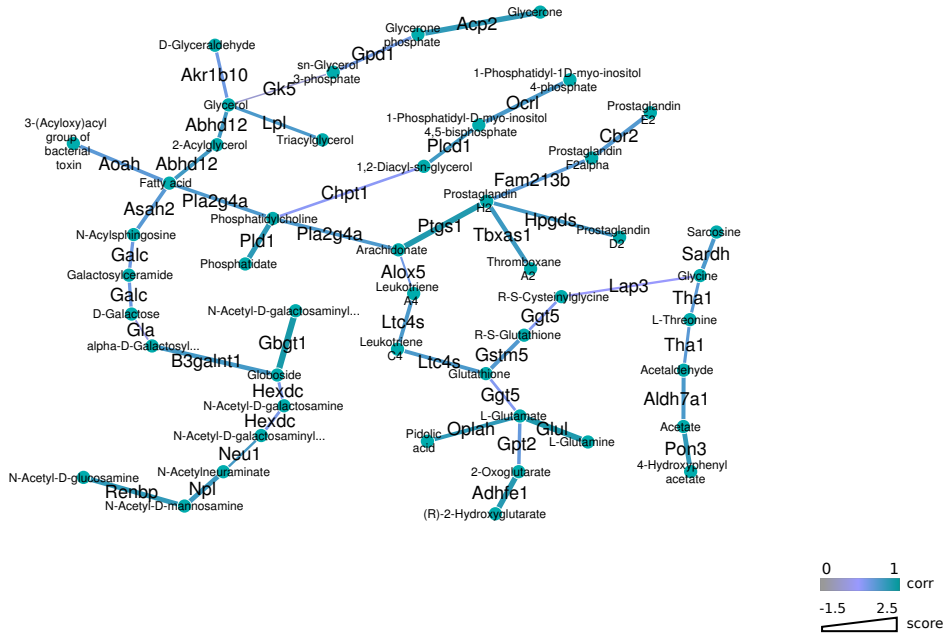 Glycerone
Acp2
Glycerone
phosphate
Gpd1
D-Glyceraldehyde
sn-Glycerol
3-phosphate
Akr1b10
Gk5
1-Phosphatidyl-1D-myo-inositol
4-phosphate
Ocrl
Glycerol
Prostaglandin
E2
Abhd12
Lpl
1-Phosphatidyl-D-myo-inositol
4,5-bisphosphate
Cbr2
3-(Acyloxy)acyl
group of
bacterial
toxin
2-Acylglycerol
Triacylglycerol
Plcd1
Prostaglandin
F2alpha
Aoah
Abhd12
1,2-Diacyl-sn-glycerol
Fatty acid
Fam213b
Chpt1
Prostaglandin
H2
Asah2
Pla2g4a
Phosphatidylcholine
Ptgs1
Hpgds
Tbxas1
Prostaglandin
D2
Sarcosine
N-Acylsphingosine
Pld1
Pla2g4a
Arachidonate
Sardh
Galc
Phosphatidate
Thromboxane
A2
Galactosylceramide
Alox5
Glycine
Leukotriene
A4
Lap3
Galc
R-S-Cysteinylglycine
Tha1
D-Galactose
N-Acetyl-D-galactosaminyl...
Ltc4s
Ggt5
L-Threonine
Gla
R-S-Glutathione
alpha-D-Galactosyl...
Gbgt1
Leukotriene
C4
Tha1
B3galnt1
Ltc4s
Gstm5
Globoside
Glutathione
Acetaldehyde
Hexdc
Ggt5
Aldh7a1
N-Acetyl-D-galactosamine
L-Glutamate
Hexdc
Oplah
Glul
Acetate
N-Acetyl-D-galactosaminyl...
Pidolic
acid
Gpt2
L-Glutamine
Pon3
Neu1
4-Hydroxyphenyl
acetate
N-Acetyl-D-glucosamine
N-Acetylneuraminate
2-Oxoglutarate
Renbp
Npl
Adhfe1
N-Acetyl-D-mannosamine
(R)-2-Hydroxyglutarate
0 1
corr
-1.5 2.5
score